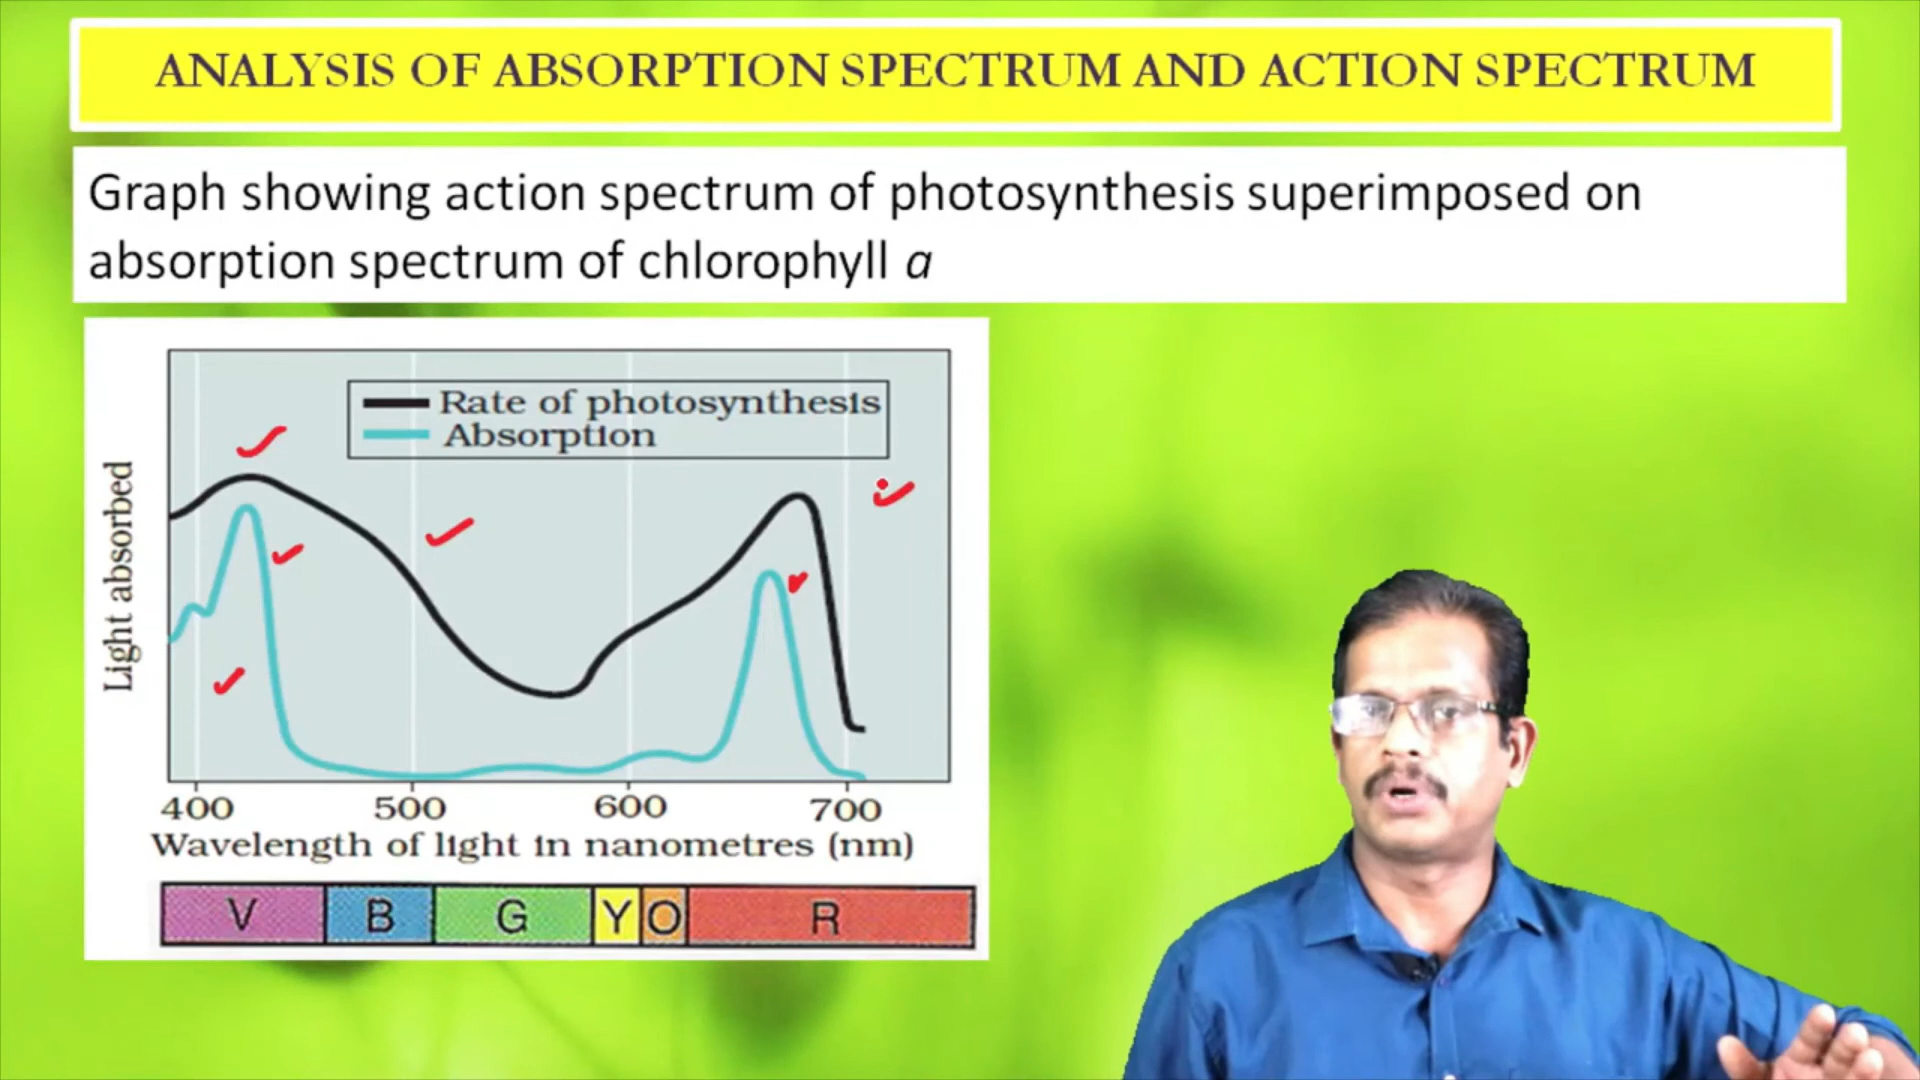 ANALYSIS OF ABSORPTION SPECTRUM AND ACTION SPECTRUM
Graph showing action spectrum of photosynthesis superimposed on
absorption spectrum of chlorophyll a
Rate of photosynthesis
Absorption
Light absorbed
400 500 600 700
Wavelength of light in nanometres (nm)
V B G Y O R